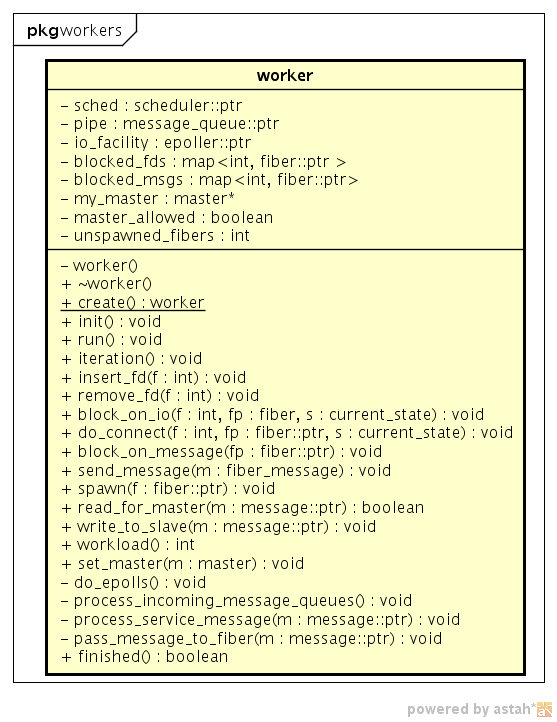 pkg workers
worker
- sched : scheduler::ptr
- pipe : message_queue::ptr
- io_facility : epoller::ptr
- blocked_fds : map<int, fiber::ptr >
- blocked_msgs : map<int, fiber::ptr>
- my_master : master*
- master_allowed : boolean
- unspawned_fibers : int
- worker()
+ ~worker()
+ create() : worker
+ init() : void
+ run() : void
+ iteration() : void
+ insert_fd(f : int) : void
+ remove_fd(f : int) : void
+ block_on_io(f : int, fp : fiber, s : current_state) : void
+ do_connect(f : int, fp : fiber::ptr, s : current_state) : void
+ block_on_message(fp : fiber::ptr) : void
+ send_message(m : fiber_message) : void
+ spawn(f : fiber::ptr) : void
+ read_for_master(m : message::ptr) : boolean
+ write_to_slave(m : message::ptr) : void
+ workload() : int
+ set_master(m : master) : void
- do_epolls() : void
- process_incoming_message_queues() : void
- process_service_message(m : message::ptr) : void
- pass_message_to_fiber(m : message::ptr) : void
+ finished() : boolean
powered by astah*